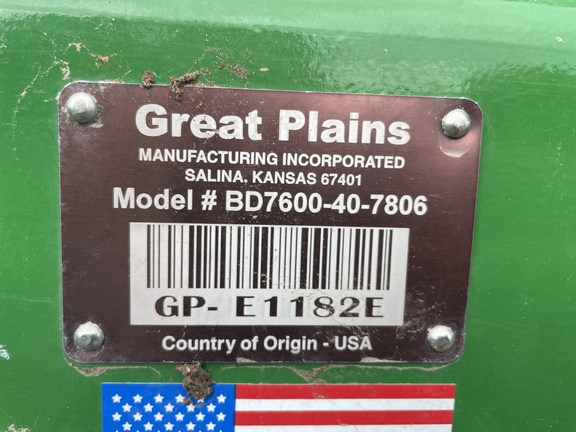 Great Plains
MANUFACTURING INCORPORATED
SALINA, KANSAS 67401
Model # BD7600-40-7806
GP- E1182E
Country of Origin - USA